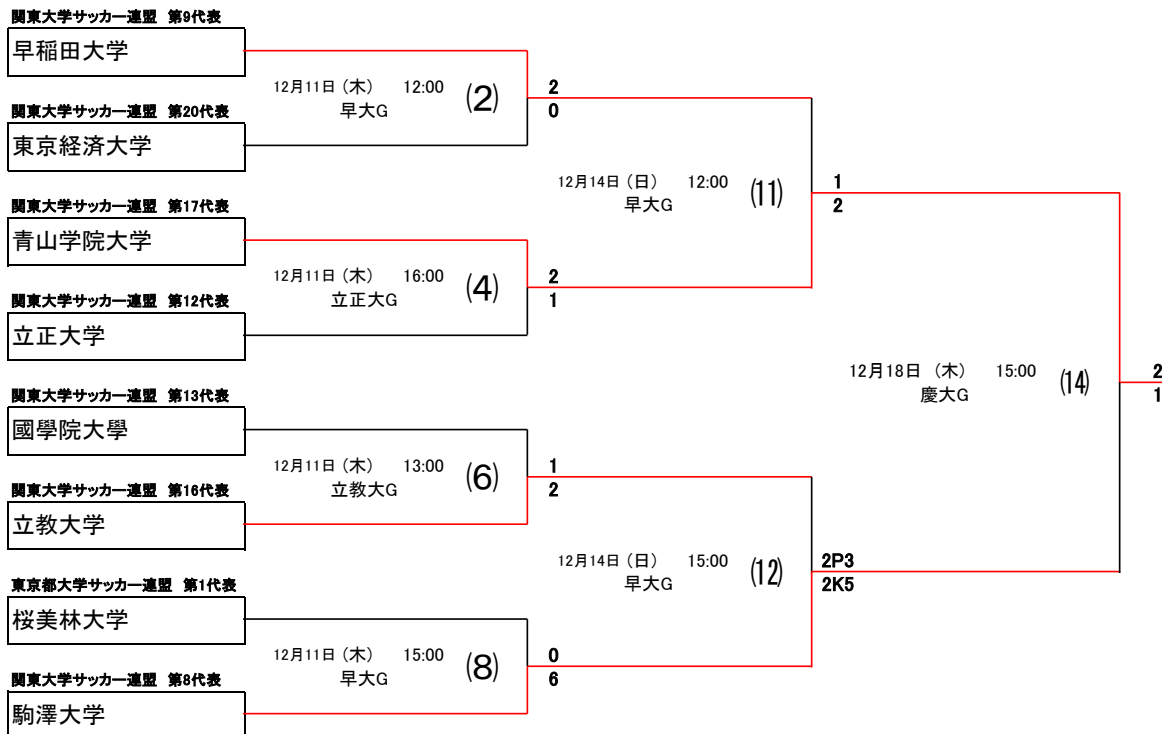 関東大学サッカー連盟 第9代表
早稲田大学
12月11日（木） 12:00
早大G
(2)
2
0
関東大学サッカー連盟 第20代表
東京経済大学
12月14日（日） 12:00
早大G
(11)
1
2
関東大学サッカー連盟 第17代表
青山学院大学
12月11日（木） 16:00
立正大G
(4)
2
1
関東大学サッカー連盟 第12代表
立正大学
12月18日 （木） 15:00
慶大G
(14)
2
1
関東大学サッカー連盟 第13代表
國學院大學
12月11日（木） 13:00
立教大G
(6)
1
2
関東大学サッカー連盟 第16代表
立教大学
12月14日（日） 15:00
早大G
(12)
2P3
2K5
東京都大学サッカー連盟 第1代表
桜美林大学
12月11日（木） 15:00
早大G
(8)
0
6
関東大学サッカー連盟 第8代表
駒澤大学